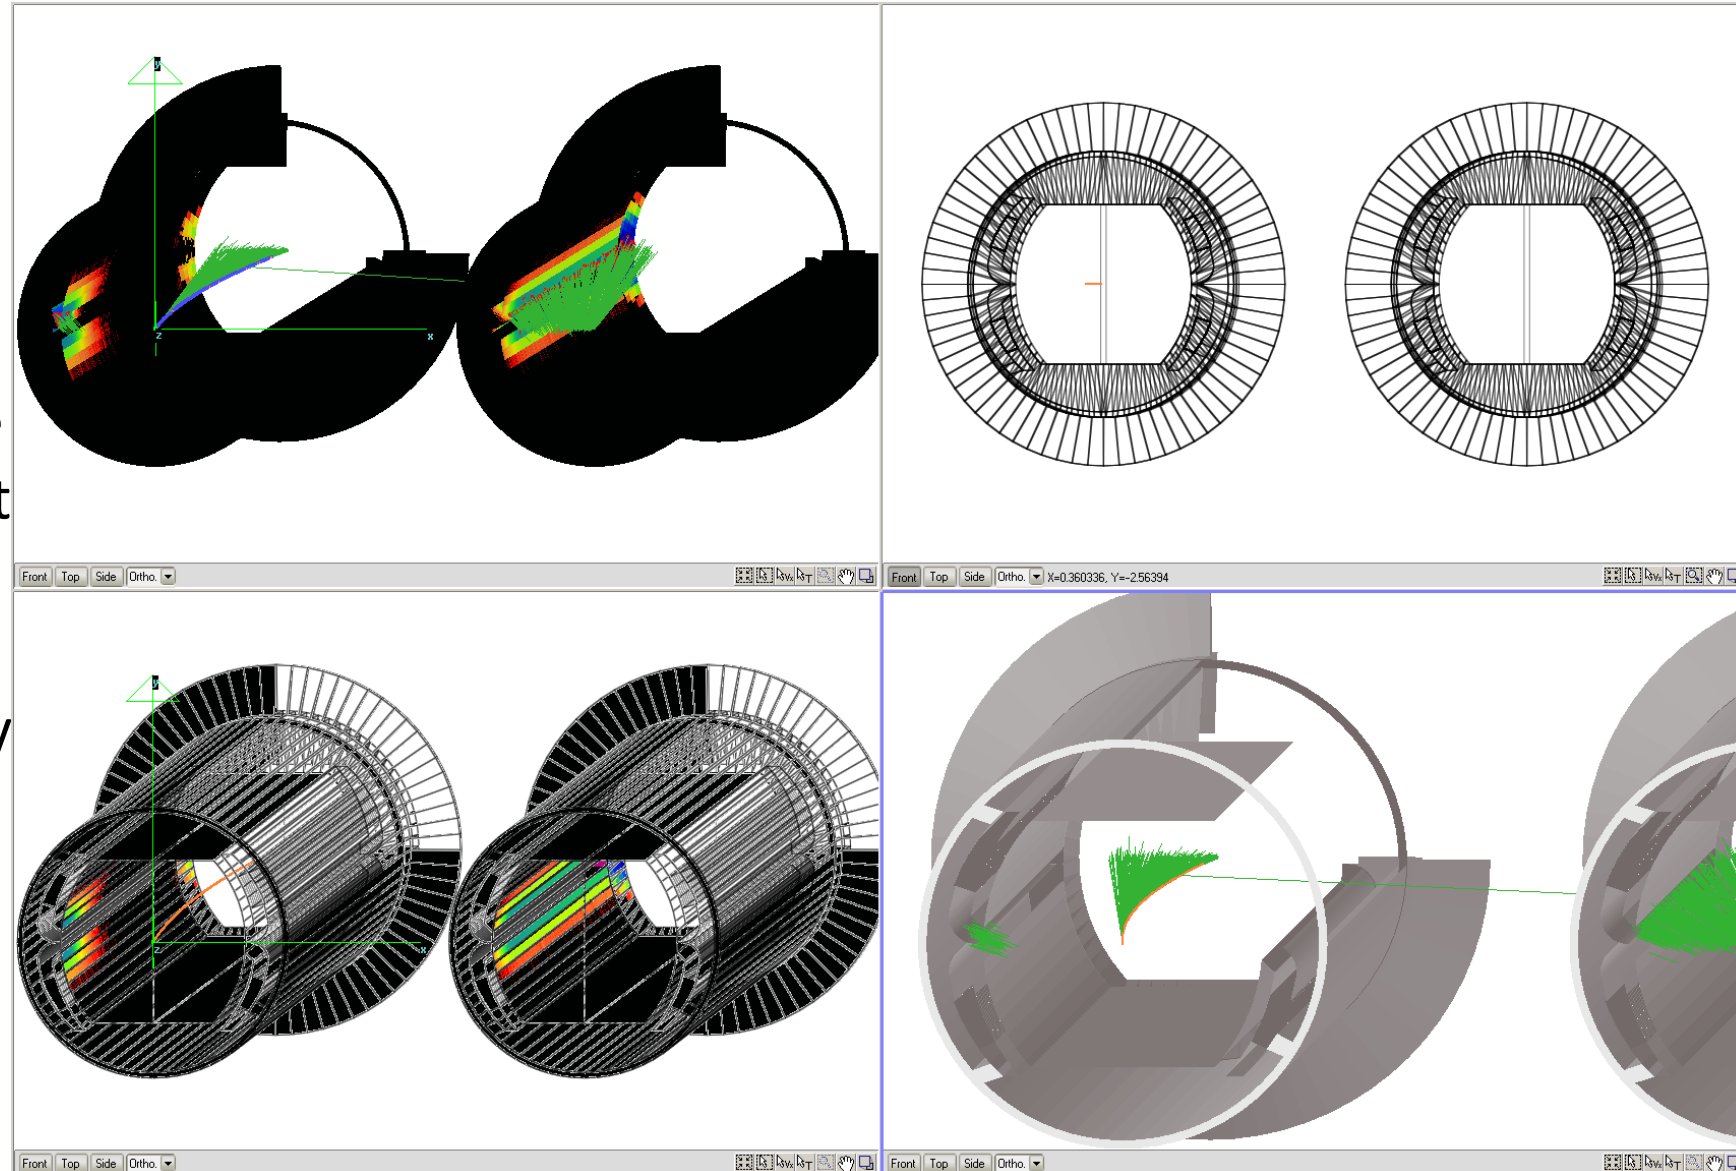 y
z
x
t
Front Top Side Ortho.
Front Top Side Ortho. X=0.360336, Y=-2.56394
y
y
z
x
Front Top Side Ortho.
Front Top Side Ortho.